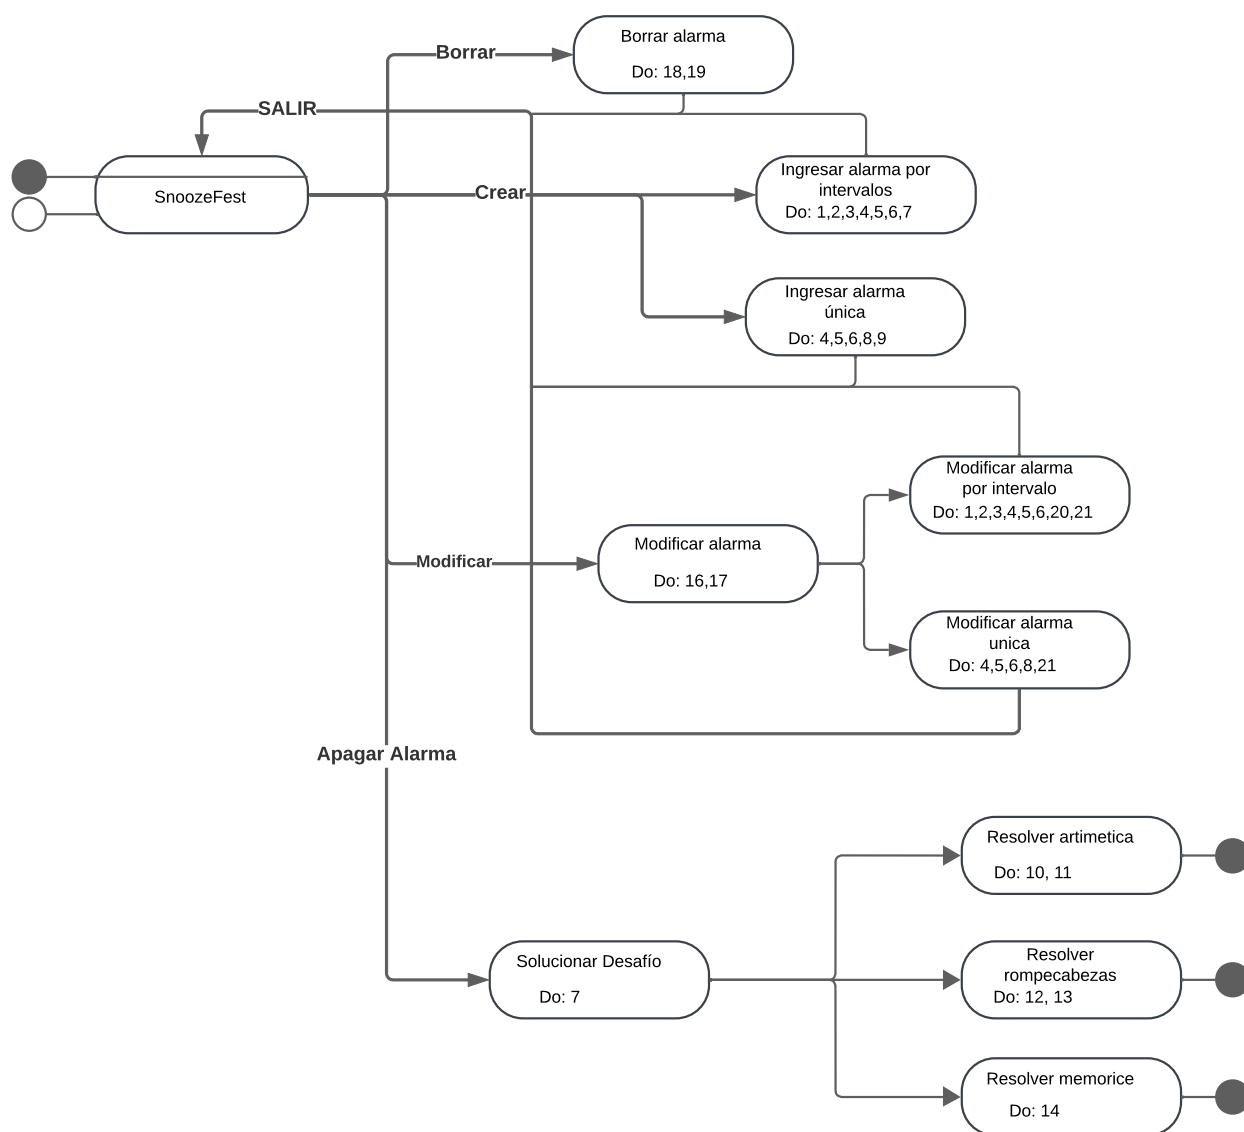 Borrar alarma
Do: 18,19
Borrar
SALIR
SnoozeFest
Crear
Ingresar alarma por
intervalos
Do: 1,2,3,4,5,6,7
Ingresar alarma
única
Do: 4,5,6,8,9
Modificar alarma
por intervalo
Do: 1,2,3,4,5,6,20,21
Modificar
Modificar alarma
Do: 16,17
Modificar alarma
unica
Do: 4,5,6,8,21
Apagar Alarma
Resolver artimetica
Do: 10, 11
Solucionar Desafío
Do: 7
Resolver
rompecabezas
Do: 12, 13
Resolver memorice
Do: 14